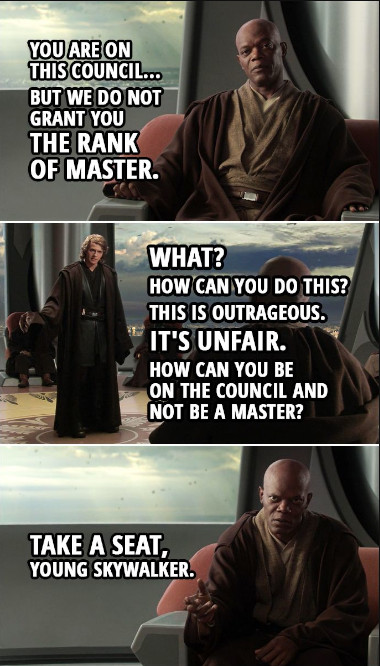 YOU ARE ON
THIS COUNCIL...
BUT WE DO NOT
GRANT YOU
THE RANK
OF MASTER.
WHAT?
HOW CAN YOU DO THIS?
THIS IS OUTRAGEOUS.
IT'S UNFAIR.
HOW CAN YOU BE
ON THE COUNCIL AND
NOT BE A MASTER?
TAKE A SEAT,
YOUNG SKYWALKER.